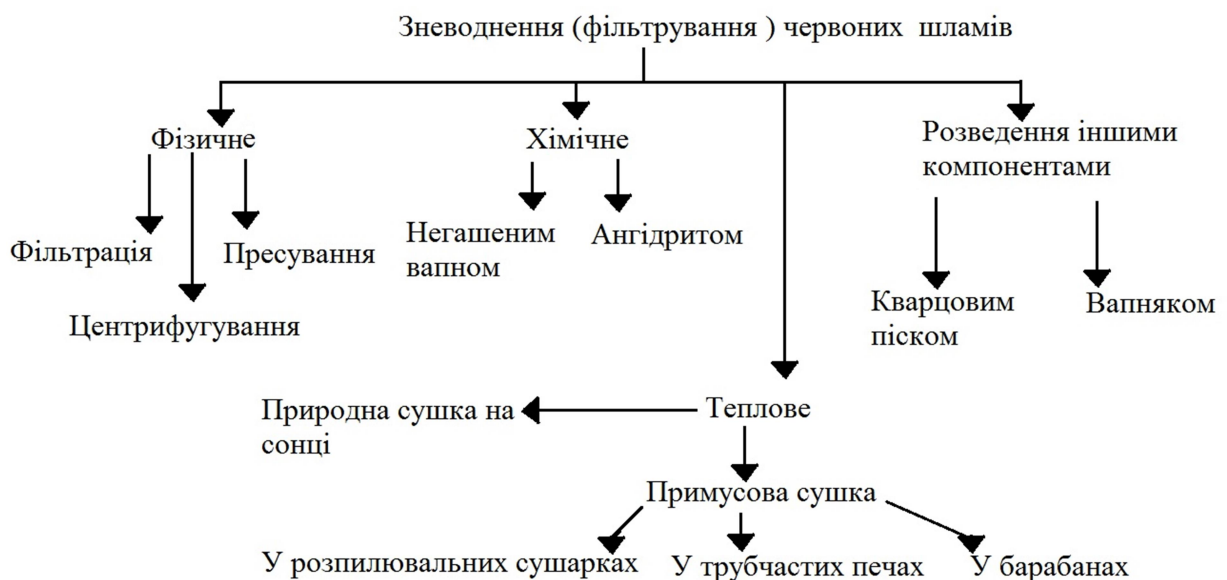 Зневоднення (фільтрування ) червоних шламів
Фізичне
Хімічне
Розведення іншими
компонентами
Фільтрація
Пресування
Центрифугування
Негашеним
вапном
Ангідритом
Кварцовим
піском
Вапняком
Теплове
Природна сушка на
сонці
Примусова сушка
У розпилювальних сушарках
У трубчастих печах
У барабанах